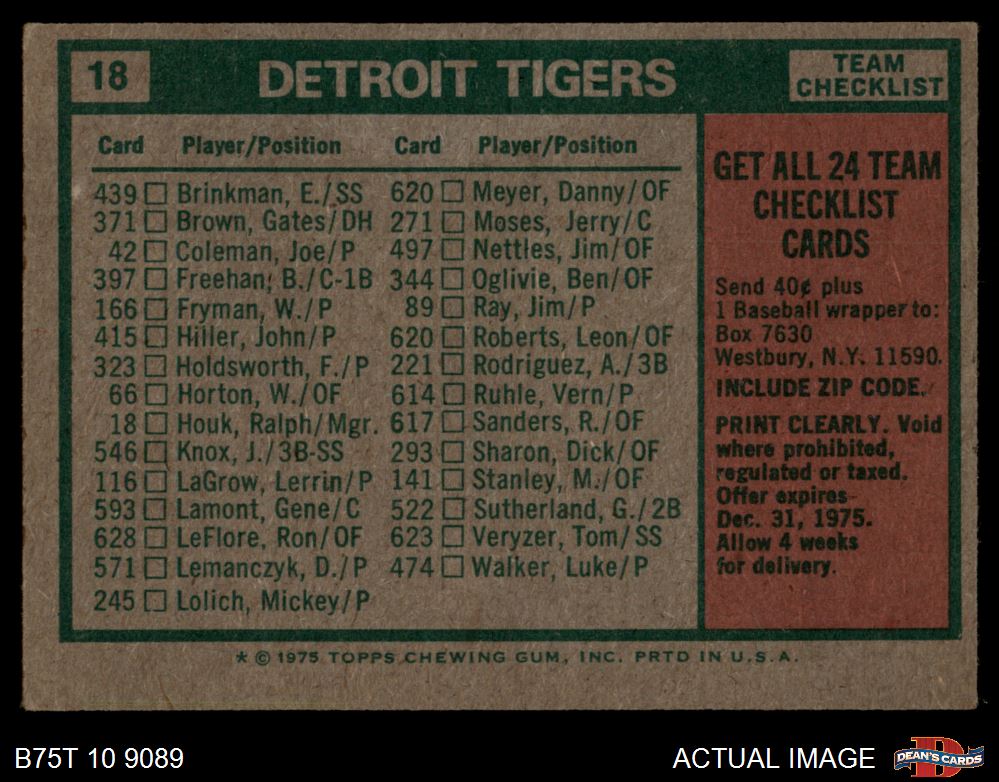 18
DETROIT TIGERS
TEAM
CHECKLIST
Card Player/Position
439 Brinkman, E./SS
371 Brown, Gates/DH
42 Coleman, Joe/P
397 Freehan, B./C-1B
166 Fryman, W./P
415 Hiller, John/P
323 Holdsworth, F./P
66 Horton, W./OF
18 Houk, Ralph/Mgr.
546 Knox, J./3B-SS
116 LaGrow, Lerrin/P
593 Lamont, Gene/C
628 LeFlore, Ron/OF
571 Lemanczyk, D./P
245 Lolich, Mickey/P
Card Player/Position
620 Meyer, Danny/OF
271 Moses, Jerry/C
497 Nettles, Jim/OF
344 Oglivie, Ben/OF
89 Ray, Jim/P
620 Roberts, Leon/OF
221 Rodriguez, A./3B
614 Ruhle, Vern/P
617 Sanders, R./OF
293 Sharon, Dick/OF
141 Stanley, M./OF
522 Sutherland, G./2B
623 Veryzer, Tom/SS
474 Walker, Luke/P
GET ALL 24 TEAM
CHECKLIST
CARDS
Send 40¢ plus
1 Baseball wrapper to:
Box 7630
Westbury, N.Y. 11590.
INCLUDE ZIP CODE.
PRINT CLEARLY. Void
where prohibited,
regulated or taxed.
Offer expires
Dec. 31, 1975.
Allow 4 weeks
for delivery.
* © 1975 TOPPS CHEWING GUM, INC. PRTD IN U.S.A.
B75T 10 9089
ACTUAL IMAGE
DEAN'S CARDS